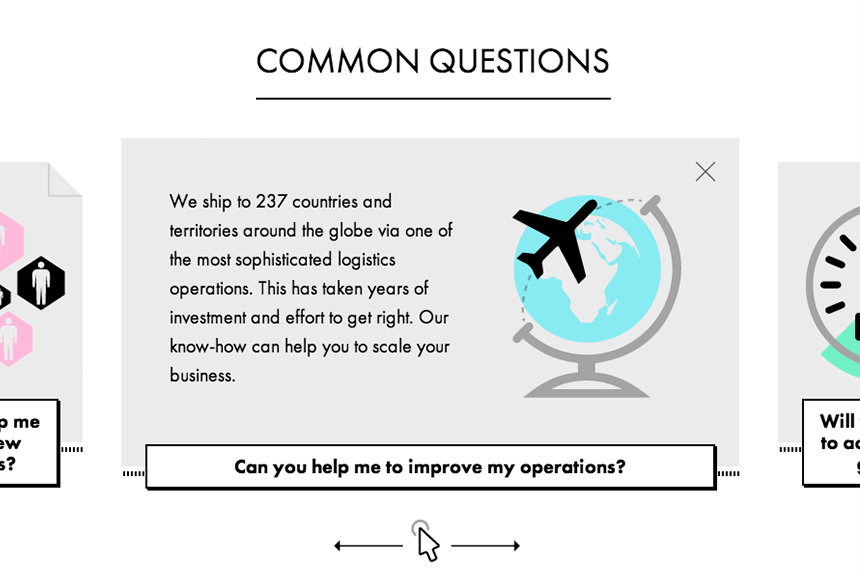 COMMON QUESTIONS
We ship to 237 countries and
territories around the globe via one of
the most sophisticated logistics
operations. This has taken years of
investment and effort to get right. Our
know-how can help you to scale your
business.
me
s?
Can you help me to improve my operations?
Will
to